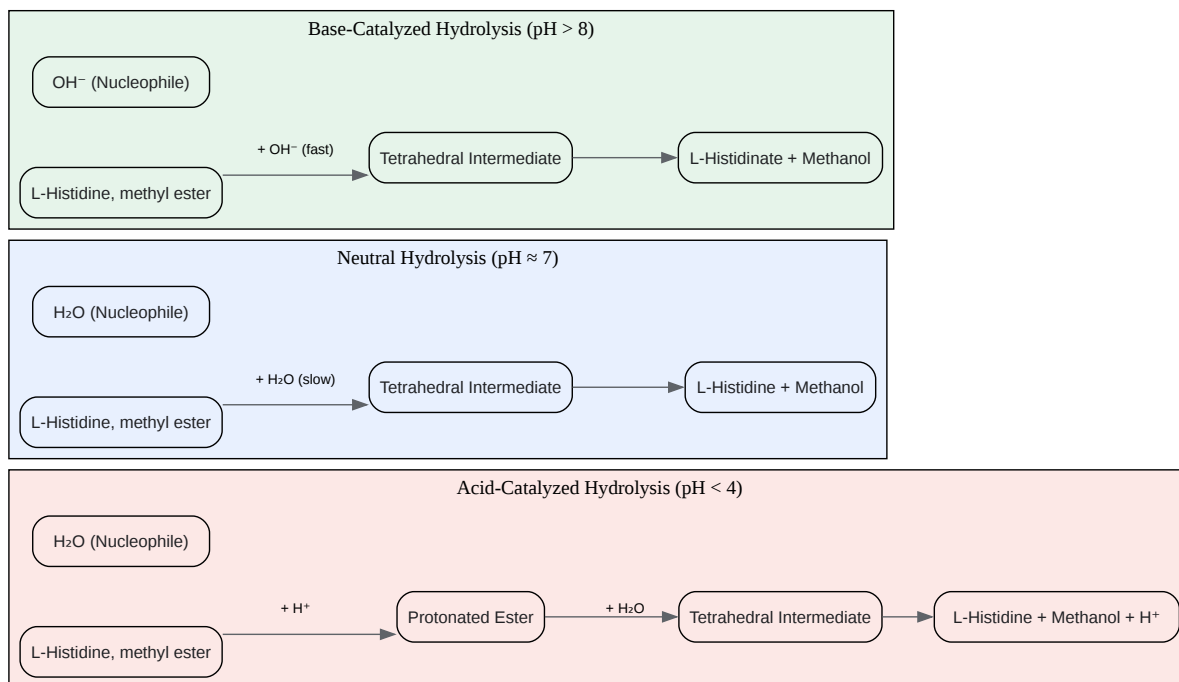 Base-Catalyzed Hydrolysis (pH > 8)
OH⁻ (Nucleophile)
+ OH⁻ (fast)
Tetrahedral Intermediate
L-Histidinate + Methanol
L-Histidine, methyl ester
Neutral Hydrolysis (pH ≈ 7)
H₂O (Nucleophile)
+ H₂O (slow)
Tetrahedral Intermediate
L-Histidine + Methanol
L-Histidine, methyl ester
Acid-Catalyzed Hydrolysis (pH < 4)
H₂O (Nucleophile)
+ H⁺
Protonated Ester
+ H₂O
Tetrahedral Intermediate
L-Histidine + Methanol + H⁺
L-Histidine, methyl ester